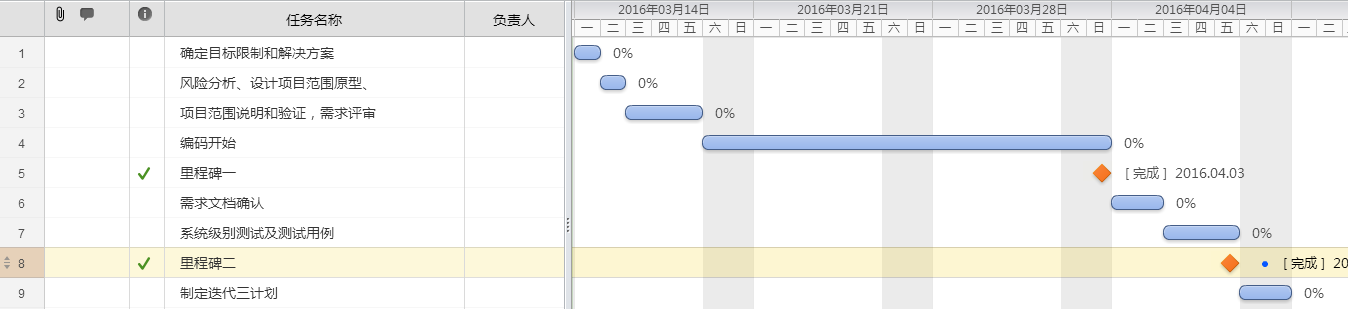 任务名称 负责人
2016年03月14日 2016年03月21日 2016年03月28日 2016年04月04日
一 二 三 四 五 六 日 一 二 三 四 五 六 日 一 二 三 四 五 六 日 一 二 三 四 五 六 日 一 二 三
1 确定目标限制和解决方案 0%
2 风险分析、设计项目范围原型、 0%
3 项目范围说明和验证，需求评审 0%
4 编码开始 0%
5 里程碑一 [ 完成 ] 2016.04.03
6 需求文档确认 0%
7 系统级别测试及测试用例 0%
8 里程碑二 [ 完成 ] 20
9 制定迭代三计划 0%